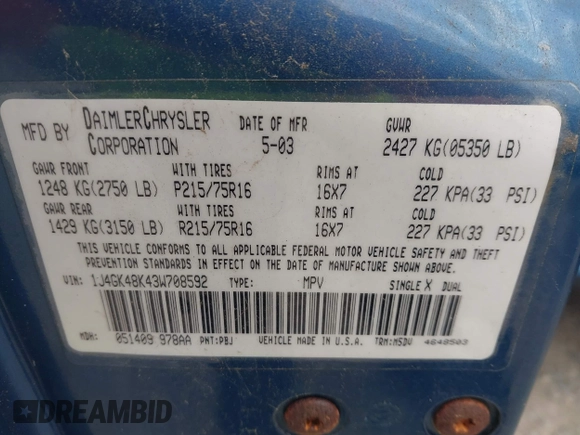 MFD BY DAIMLERCHRYSLER CORPORATION DATE OF MFR 5-03 GVWR 2427 KG(05350 LB)
GAWR FRONT WITH TIRES RIMS AT COLD
1248 KG(2750 LB) P215/75R16 16X7 227 KPA(33 PSI)
GAWR REAR WITH TIRES RIMS AT COLD
1429 KG(3150 LB) R215/75R16 16X7 227 KPA(33 PSI)
THIS VEHICLE CONFORMS TO ALL APPLICABLE FEDERAL MOTOR VEHICLE SAFETY AND THEFT
PREVENTION STANDARDS IN EFFECT ON THE DATE OF MANUFACTURE SHOWN ABOVE.
VIN: 1J4GK48K43W708592 TYPE: MPV SINGLE X DUAL
MDH: 051409 978AA PNT:PBJ VEHICLE MADE IN U.S.A. TRM:MSDV 4648503
DREAMBID